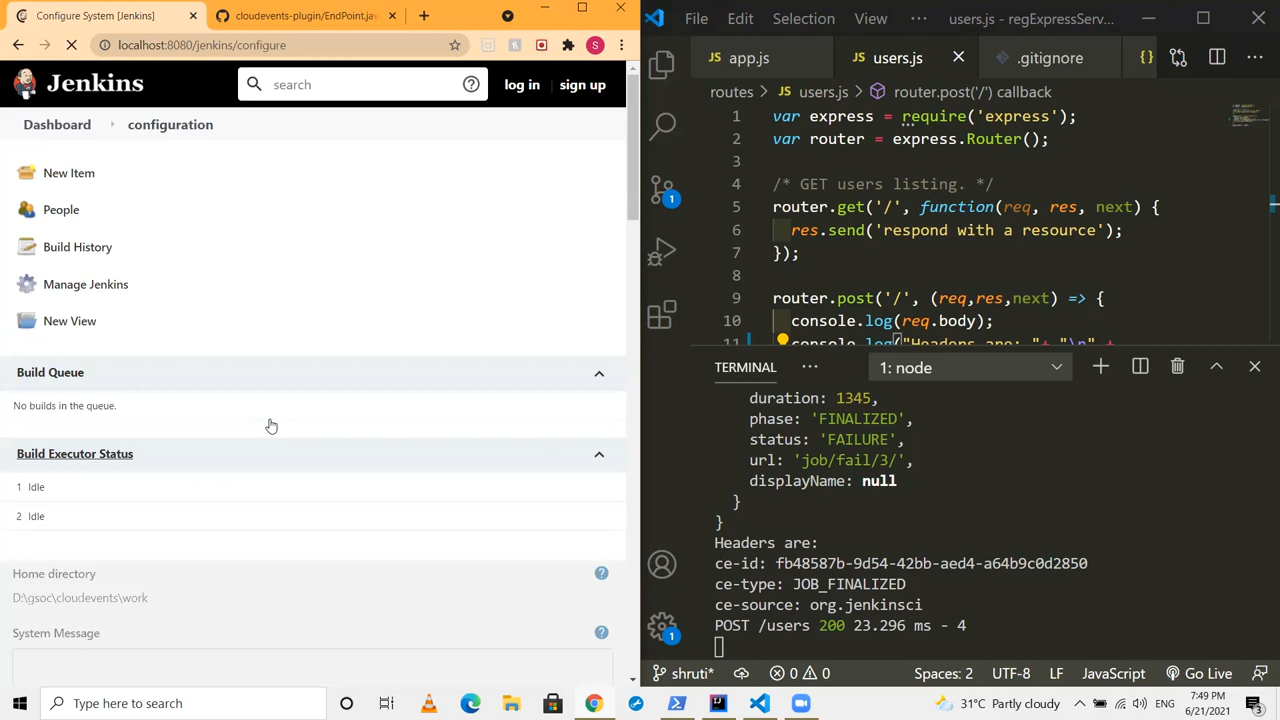 Configure System [Jenkins]
cloudevents-plugin/EndPoint.jav
localhost:8080/jenkins/configure
S
Jenkins
search
log in
sign up
Dashboard
configuration
New Item
People
Build History
Manage Jenkins
New View
Build Queue
No builds in the queue.
Build Executor Status
1 Idle
2 Idle
Home directory
D:\gsoc\cloudevents\work
System Message
File Edit Selection View ··· users.js - regExpressServ...
JS app.js
JS users.js
.gitignore
{}
routes > JS users.js > router.post('/') callback
1 var express = require('express');
2 var router = express.Router();
3
4 /* GET users listing. */
5 router.get('/', function(req, res, next) {
6 res.send('respond with a resource');
7 });
8
9 router.post('/', (req,res,next) => {
10 console.log(req.body);
11 console.log("Headers are: "+ "\n" +
TERMINAL ··· 1: node
duration: 1345,
phase: 'FINALIZED',
status: 'FAILURE',
url: 'job/fail/3/',
displayName: null
}
}
Headers are:
ce-id: fb48587b-9d54-42bb-aed4-a64b9c0d2850
ce-type: JOB_FINALIZED
ce-source: org.jenkinsci
POST /users 200 23.296 ms - 4
1
1
shruti* 0 0 Spaces: 2 UTF-8 LF JavaScript Go Live
Type here to search
31°C Partly cloudy
ENG
7:49 PM
6/21/2021
3